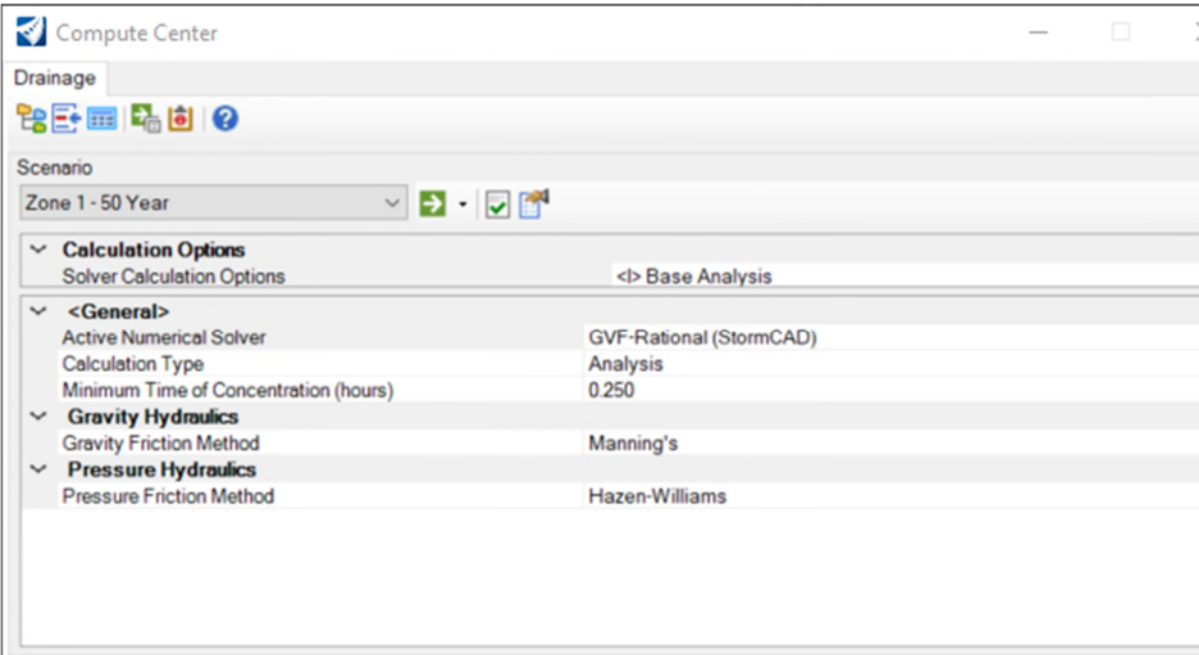 Compute Center
Drainage
Scenario
Zone 1 - 50 Year
Calculation Options
Solver Calculation Options <I> Base Analysis
<General>
Active Numerical Solver GVF-Rational (StormCAD)
Calculation Type Analysis
Minimum Time of Concentration (hours) 0.250
Gravity Hydraulics
Gravity Friction Method Manning's
Pressure Hydraulics
Pressure Friction Method Hazen-Williams